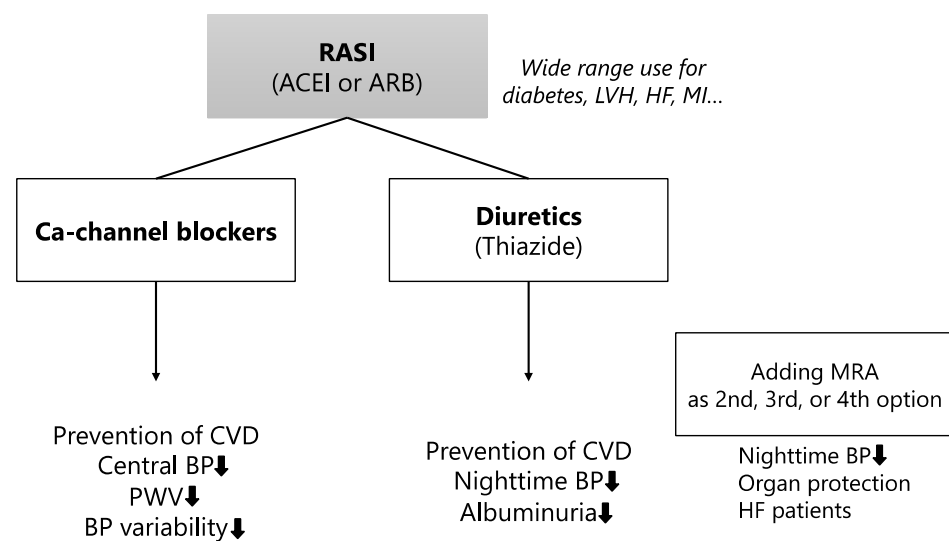 RASI
(ACEI or ARB)
Wide range use for
diabetes, LVH, HF, MI...
Ca-channel blockers
Diuretics
(Thiazide)
Prevention of CVD
Central BP⬇
PWV⬇
BP variability⬇
Prevention of CVD
Nighttime BP⬇
Albuminuria⬇
Adding MRA
as 2nd, 3rd, or 4th option
Nighttime BP⬇
Organ protection
HF patients